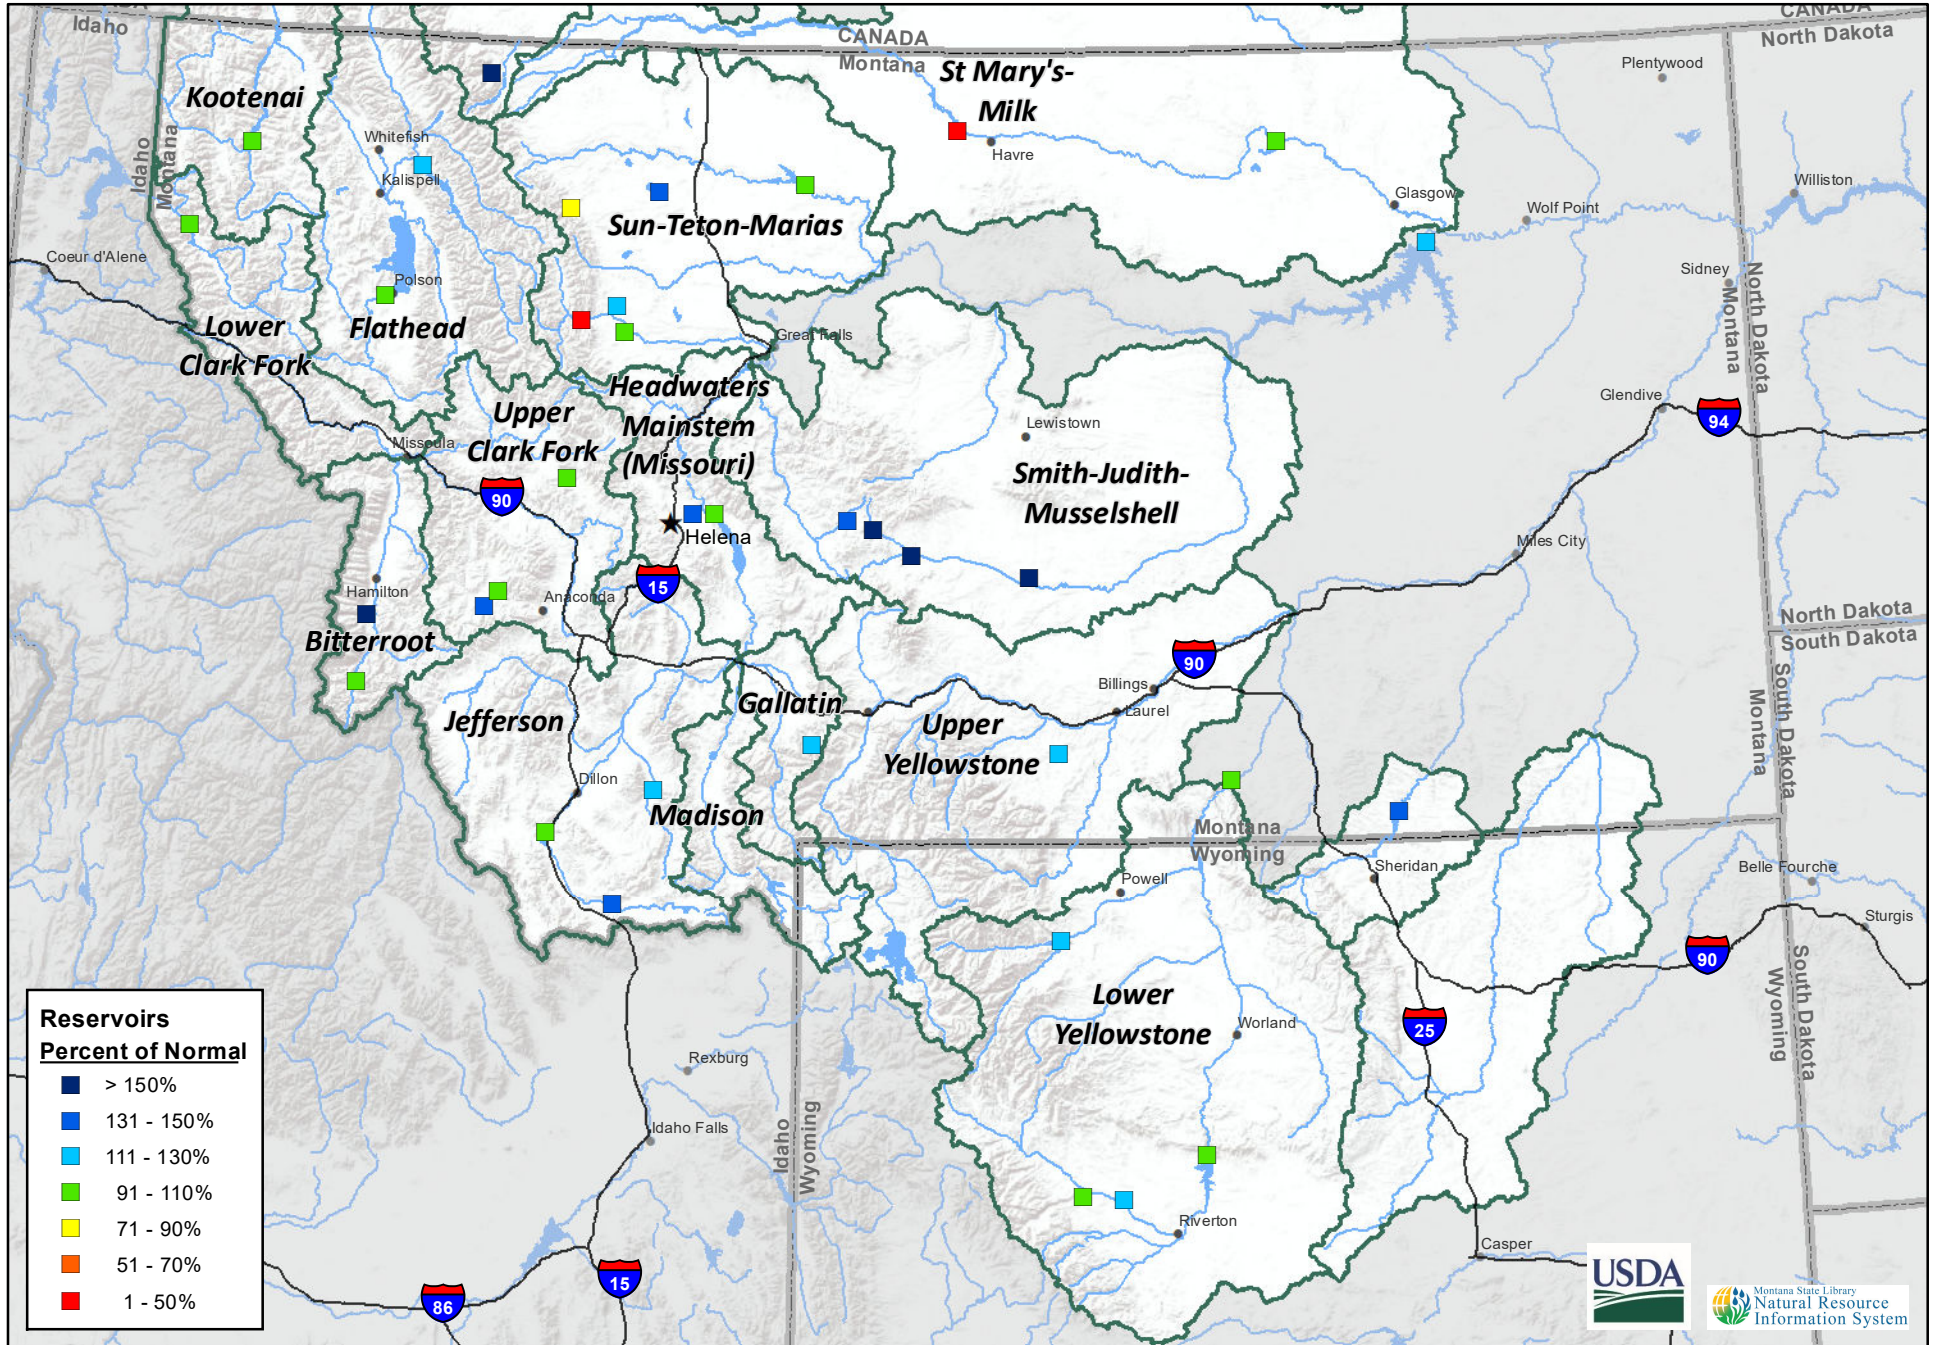 CANADA
Idaho
CANADA
Montana
CANADA
North Dakota
St Mary's-
Milk
Plentywood
Kootenai
Whitefish
Havre
Idaho
Montana
Kalispell
Glasgow
Williston
Wolf Point
Sun-Teton-Marias
Coeur d'Alene
Polson
Sidney
North Dakota
Montana
Lower
Clark Fork
Flathead
Great Falls
Headwaters
Mainstem
(Missouri)
Upper
Clark Fork
Glendive
94
Lewistown
Missoula
Smith-Judith-
Musselshell
90
Helena
Miles City
15
Hamilton
Anaconda
Bitterroot
North Dakota
South Dakota
90
Billings
Laurel
Gallatin
Jefferson
Upper
Yellowstone
South Dakota
Montana
Dillon
Madison
Montana
Wyoming
Sheridan
Powell
Belle Fourche
Sturgis
90
South Dakota
Wyoming
Lower
Yellowstone
Worland
25
Rexburg
Idaho Falls
Idaho
Wyoming
Riverton
Casper
15
86
Reservoirs
Percent of Normal
> 150%
131 - 150%
111 - 130%
91 - 110%
71 - 90%
51 - 70%
1 - 50%
USDA
Montana State Library
Natural Resource
Information System